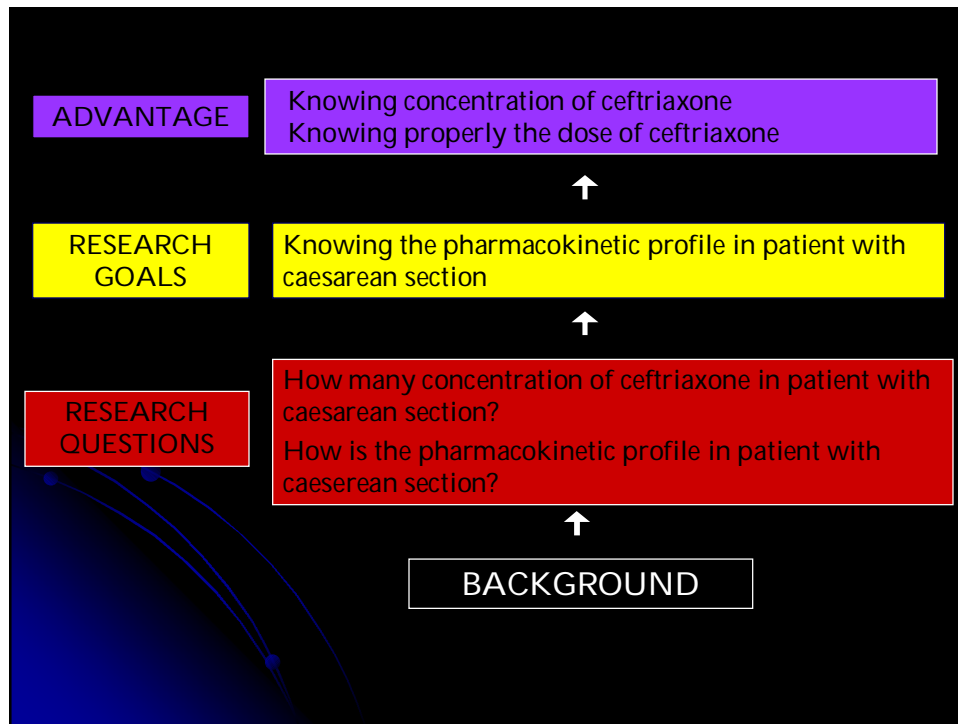 ADVANTAGE
Knowing concentration of ceftriaxone
Knowing properly the dose of ceftriaxone
RESEARCH
GOALS
Knowing the pharmacokinetic profile in patient with
caesarean section
RESEARCH
QUESTIONS
How many concentration of ceftriaxone in patient with
caesarean section?
How is the pharmacokinetic profile in patient with
caeserean section?
BACKGROUND